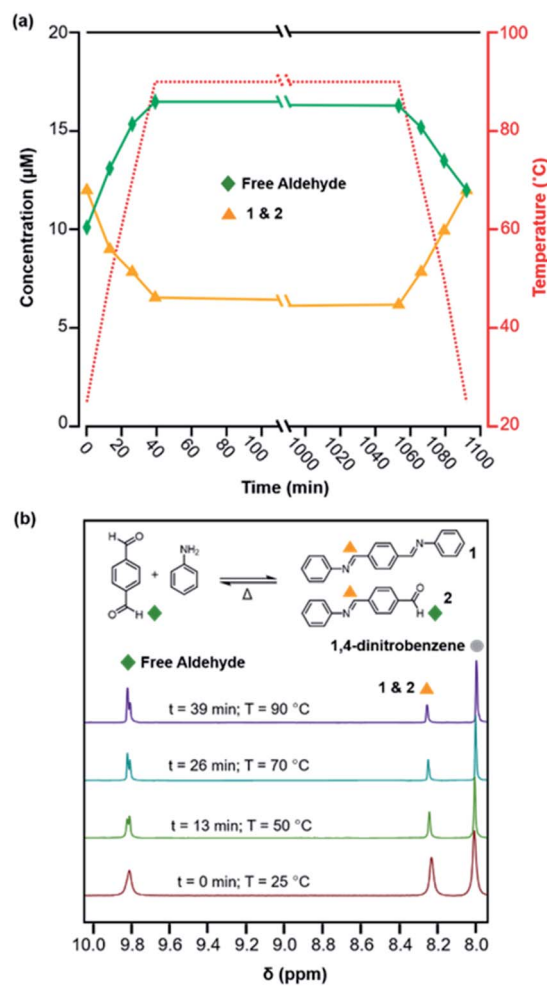 (a)
20
15
10
5
0
Concentration (µM)
Free Aldehyde
1 & 2
100
80
60
40
20
Temperature (˚C)
0
20
40
60
80
100
1000
1020
1040
1060
1080
1100
Time (min)
(b)
H
O
O
H
+
NH2
Δ
N
N
1
N
O
H
2
1,4-dinitrobenzene
Free Aldehyde
1 & 2
t = 39 min; T = 90 °C
t = 26 min; T = 70 °C
t = 13 min; T = 50 °C
t = 0 min; T = 25 °C
10.0 9.8 9.6 9.4 9.2 9.0 8.8 8.6 8.4 8.2 8.0
δ (ppm)